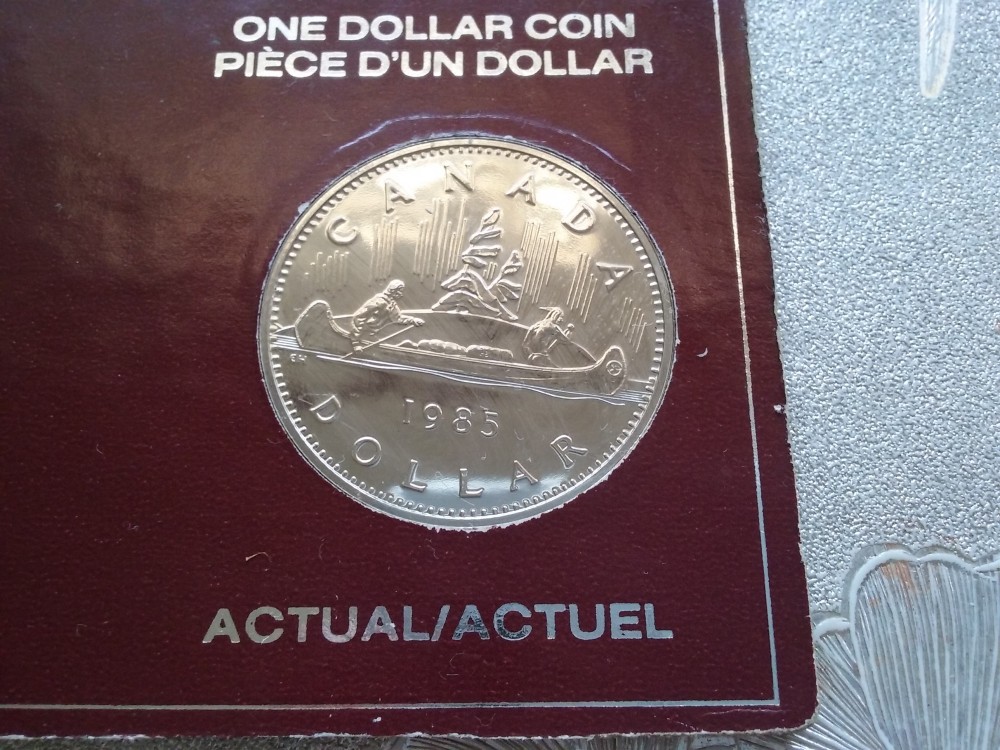 ONE DOLLAR COIN
PIÈCE D'UN DOLLAR
CANADA
1985
DOLLAR
ACTUAL/ACTUEL